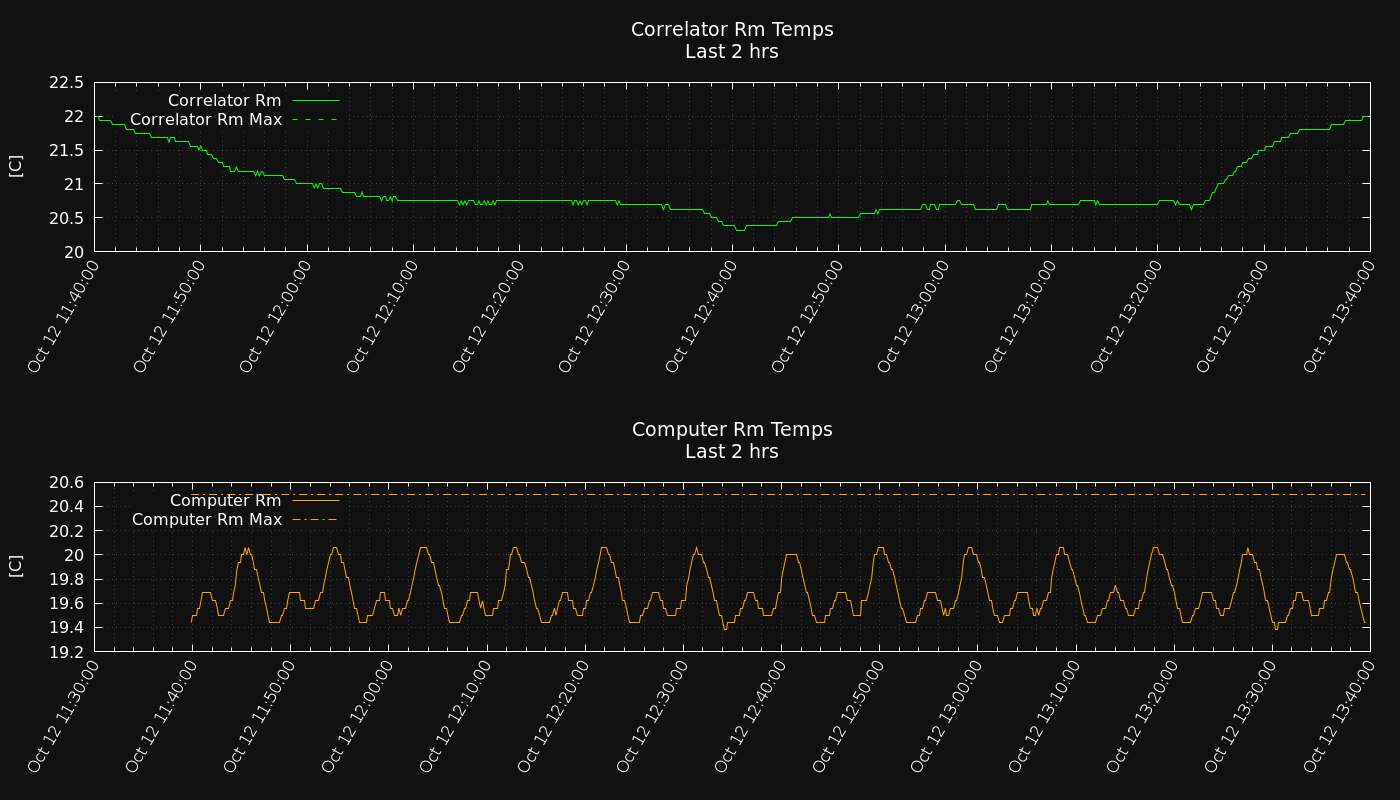 Correlator Rm Temps
Last 2 hrs
22.5
22
21.5
21
20.5
20
[C]
Correlator Rm
Correlator Rm Max
Oct 12 11:40:00
Oct 12 11:50:00
Oct 12 12:00:00
Oct 12 12:10:00
Oct 12 12:20:00
Oct 12 12:30:00
Oct 12 12:40:00
Oct 12 12:50:00
Oct 12 13:00:00
Oct 12 13:10:00
Oct 12 13:20:00
Oct 12 13:30:00
Oct 12 13:40:00
Computer Rm Temps
Last 2 hrs
20.6
20.4
20.2
20
19.8
19.6
19.4
19.2
[C]
Computer Rm
Computer Rm Max
Oct 12 11:30:00
Oct 12 11:40:00
Oct 12 11:50:00
Oct 12 12:00:00
Oct 12 12:10:00
Oct 12 12:20:00
Oct 12 12:30:00
Oct 12 12:40:00
Oct 12 12:50:00
Oct 12 13:00:00
Oct 12 13:10:00
Oct 12 13:20:00
Oct 12 13:30:00
Oct 12 13:40:00